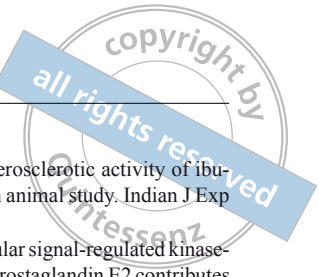 copyright by
all rights reserved
Quintessenz
erosclerotic activity of ibu-
n animal study. Indian J Exp
lar signal-regulated kinase-
rostaglandin E2 contributes